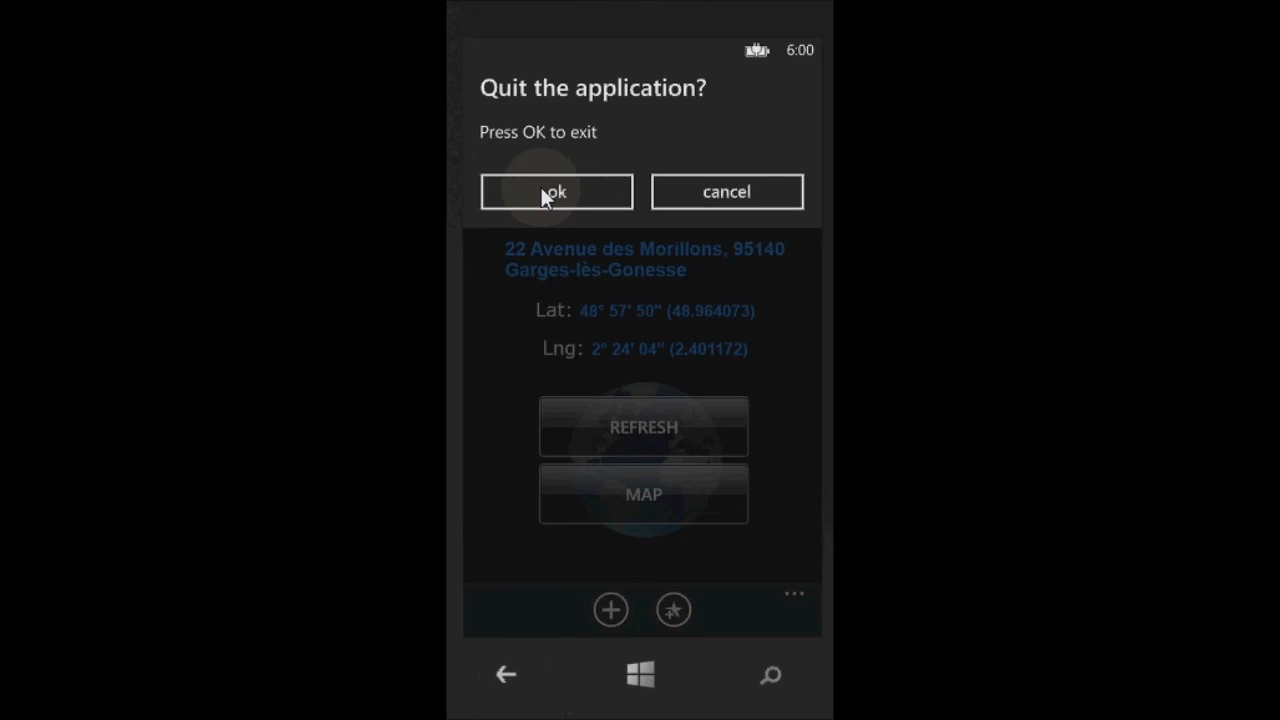 6:00
Quit the application?
Press OK to exit
ok cancel
22 Avenue des Morillons, 95140
Garges-lès-Gonesse
Lat: 48° 57' 50" (48.964073)
Lng: 2° 24' 04" (2.401172)
REFRESH
MAP